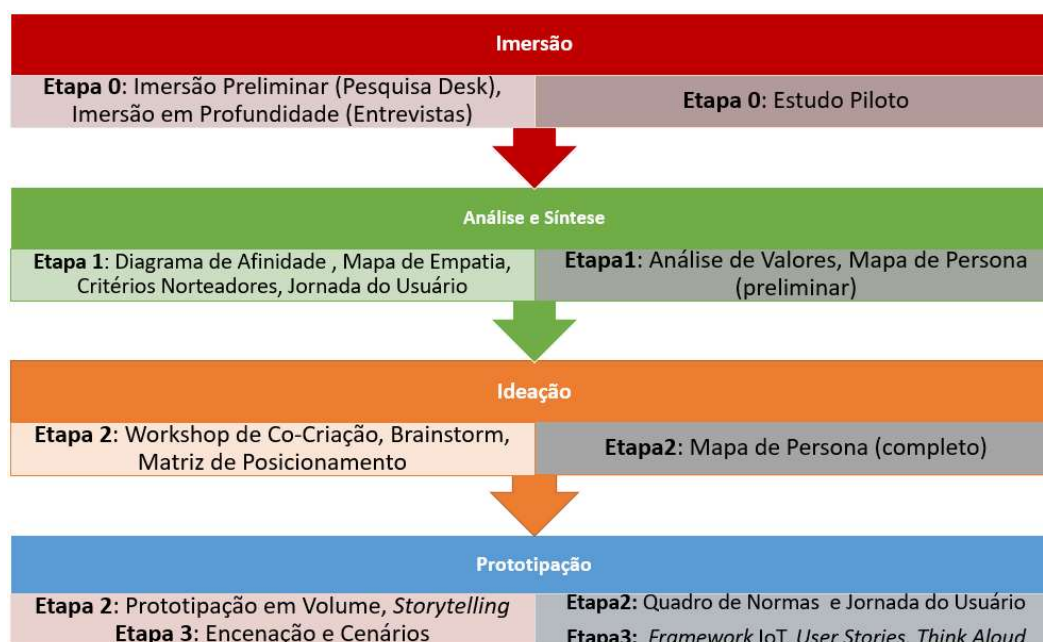 Imersão
Etapa 0: Imersão Preliminar (Pesquisa Desk),
Imersão em Profundidade (Entrevistas)
Etapa 0: Estudo Piloto
Análise e Síntese
Etapa 1: Diagrama de Afinidade , Mapa de Empatia,
Critérios Norteadores, Jornada do Usuário
Etapa1: Análise de Valores, Mapa de Persona
(preliminar)
Ideação
Etapa 2: Workshop de Co-Criação, Brainstorm,
Matriz de Posicionamento
Etapa2: Mapa de Persona (completo)
Prototipação
Etapa 2: Prototipação em Volume, Storytelling
Etapa 3: Encenação e Cenários
Etapa2: Quadro de Normas e Jornada do Usuário
Etapa3: Framework IoT, User Stories, Think Aloud